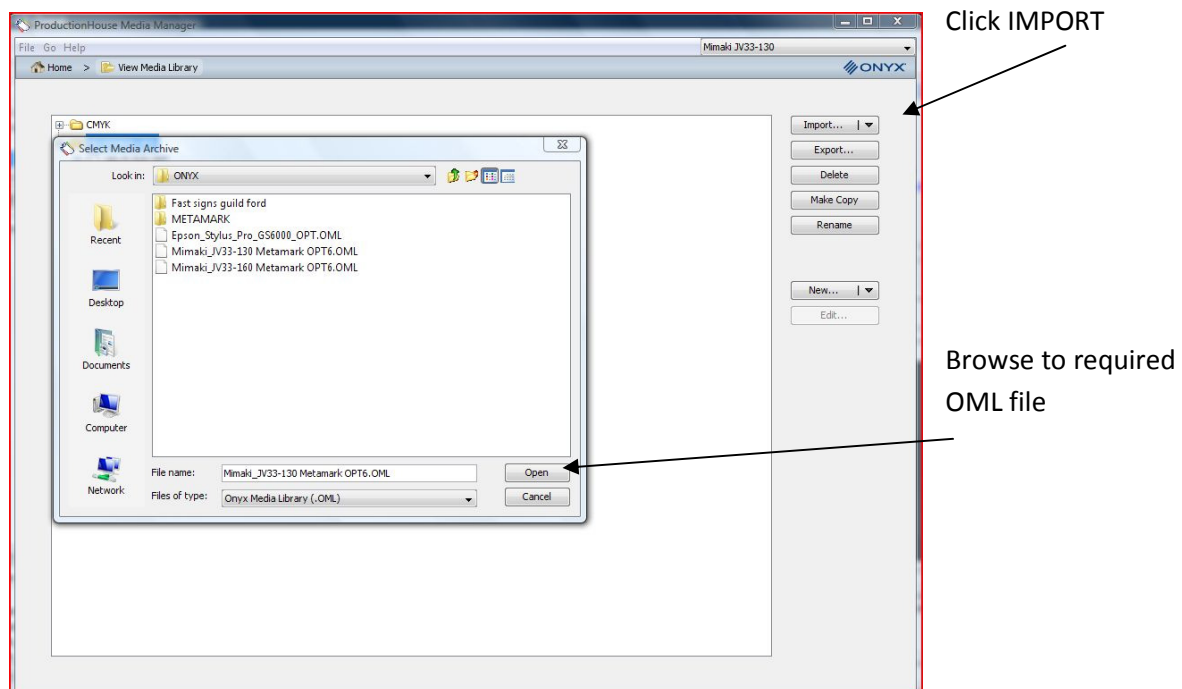 Click IMPORT
ProductionHouse Media Manager
File Go Help
Mimaki JV33-130
Home > View Media Library
ONYX
CMYK
Import...
Select Media Archive
Export...
Look in: ONYX
Delete
Fast signs guild ford
Make Copy
METAMARK
Rename
Recent
Epson_Stylus_Pro_GS6000_OPT.OML
Mimaki_JV33-130 Metamark OPT6.OML
Mimaki_JV33-160 Metamark OPT6.OML
Desktop
New...
Edit...
Documents
Browse to required
OML file
Computer
Network
File name: Mimaki_JV33-130 Metamark OPT6.OML Open
Files of type: Onyx Media Library (.OML) Cancel